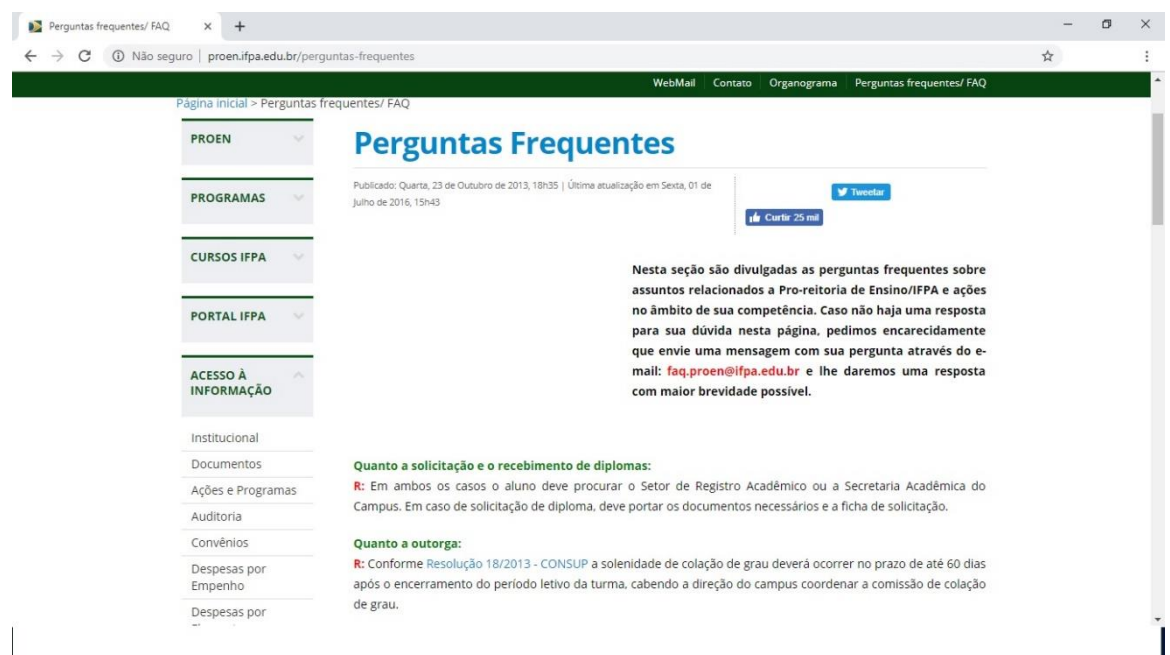 Perguntas frequentes/ FAQ
Não seguro | proen.ifpa.edu.br/perguntas-frequentes
WebMail Contato Organograma Perguntas frequentes/ FAQ
Página inicial > Perguntas frequentes/ FAQ
PROEN
PROGRAMAS
CURSOS IFPA
PORTAL IFPA
ACESSO À
INFORMAÇÃO
Institucional
Documentos
Ações e Programas
Auditoria
Convênios
Despesas por
Empenho
Despesas por
Perguntas Frequentes
Publicado: Quarta, 23 de Outubro de 2013, 18h35 | Última atualização em Sexta, 01 de
Julho de 2016, 15h43
Tweetar
Curtir 25 mil
Nesta seção são divulgadas as perguntas frequentes sobre
assuntos relacionados a Pro-reitoria de Ensino/IFPA e ações
no âmbito de sua competência. Caso não haja uma resposta
para sua dúvida nesta página, pedimos encarecidamente
que envie uma mensagem com sua pergunta através do e-
mail: faq.proen@ifpa.edu.br e lhe daremos uma resposta
com maior brevidade possível.
Quanto a solicitação e o recebimento de diplomas:
R: Em ambos os casos o aluno deve procurar o Setor de Registro Acadêmico ou a Secretaria Acadêmica do
Campus. Em caso de solicitação de diploma, deve portar os documentos necessários e a ficha de solicitação.
Quanto a outorga:
R: Conforme Resolução 18/2013 - CONSUP a solenidade de colação de grau deverá ocorrer no prazo de até 60 dias
após o encerramento do período letivo da turma, cabendo a direção do campus coordenar a comissão de colação
de grau.